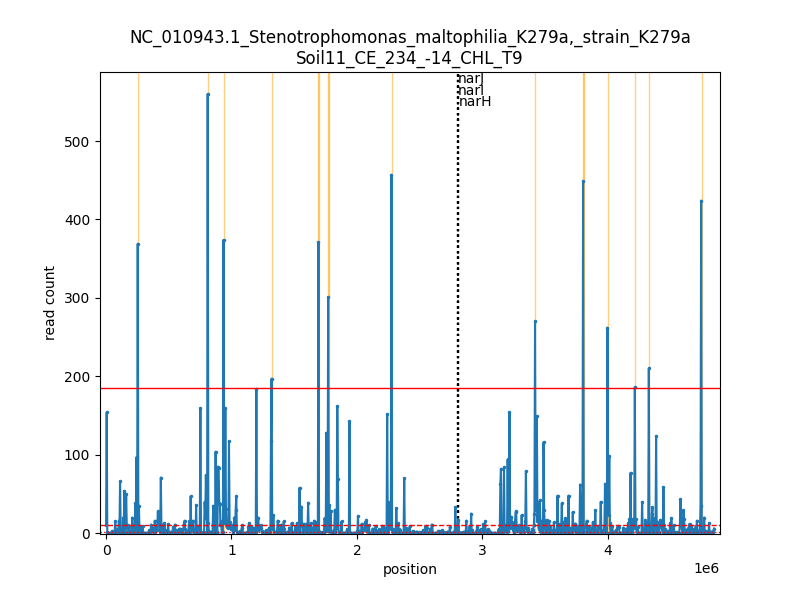 NC_010943.1_Stenotrophomonas_maltophilia_K279a,_strain_K279a
Soil11_CE_234_-14_CHL_T9
narJ
narI
narH
500
400
300
200
100
0
read count
0 1 2 3 4
1e6
position